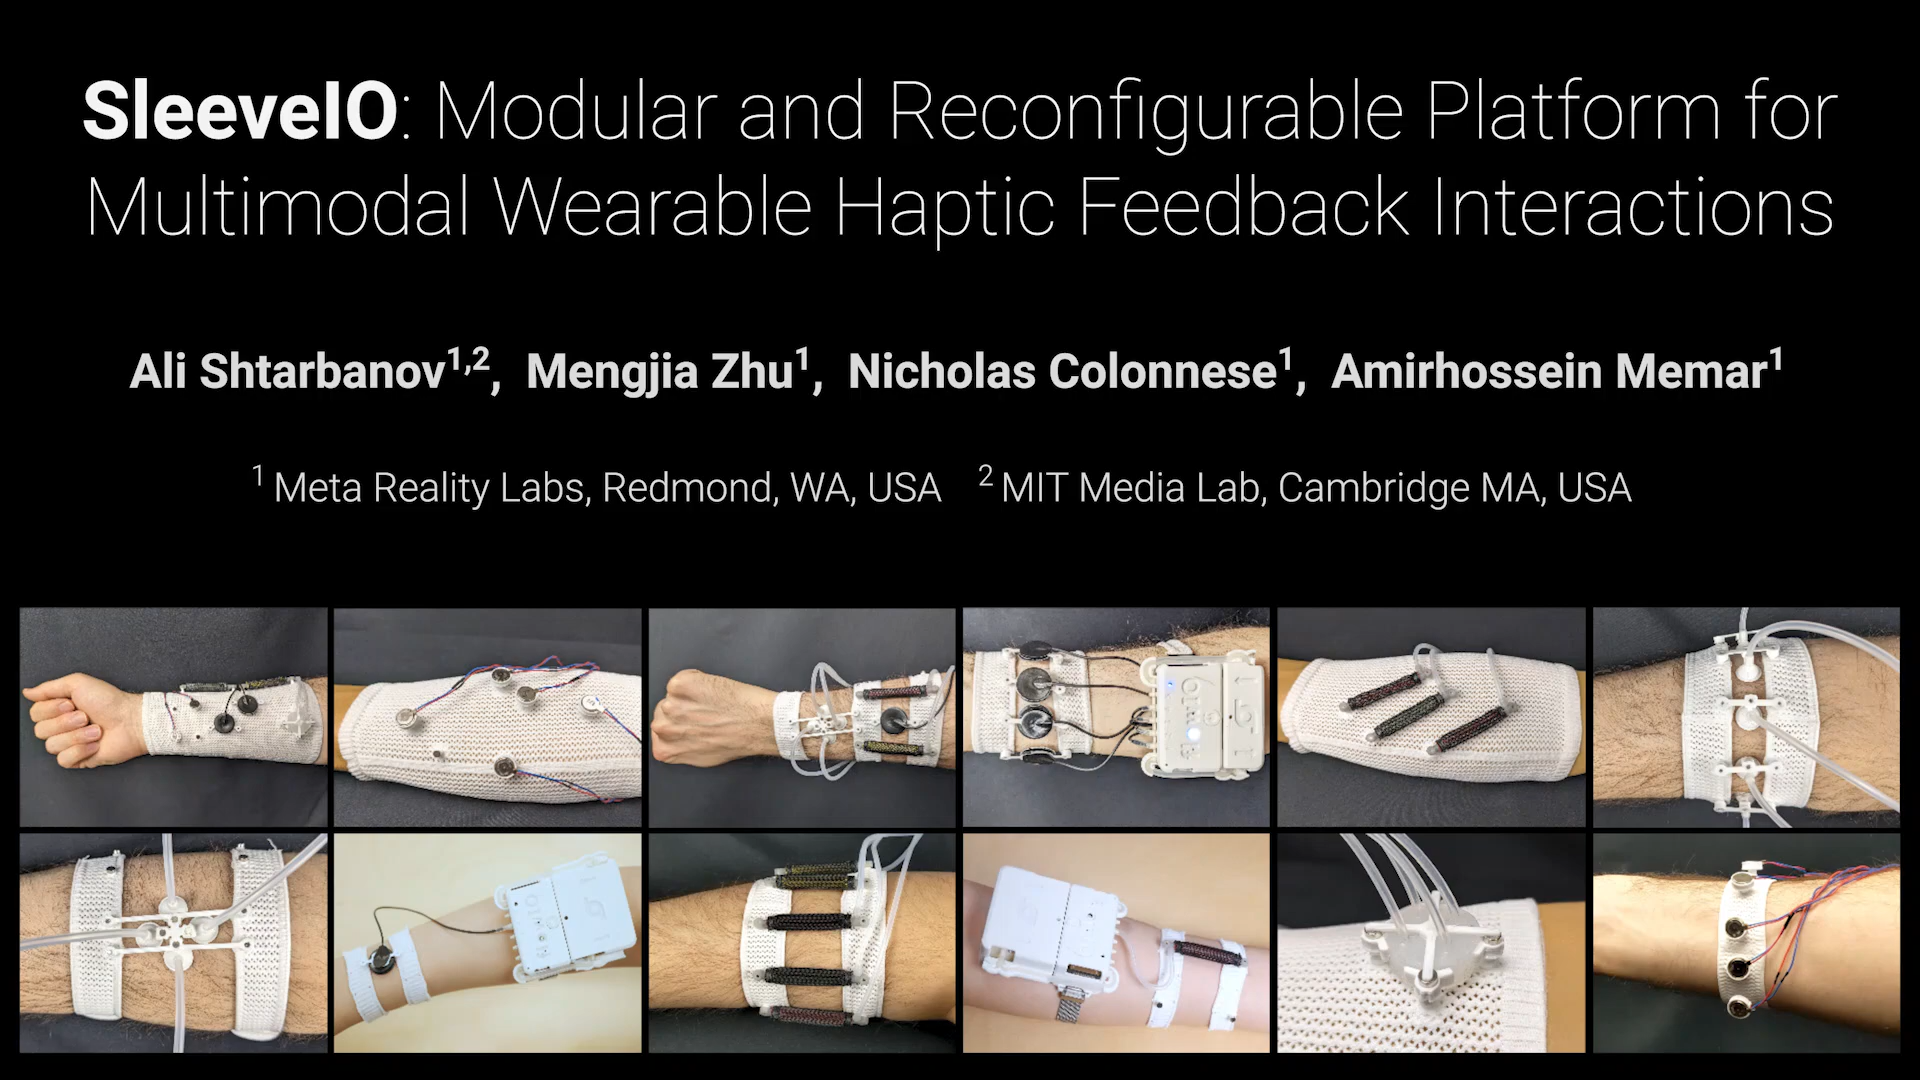 SleeveIO: Modular and Reconfigurable Platform for
Multimodal Wearable Haptic Feedback Interactions
Ali Shtarbanov1,2, Mengjia Zhu1, Nicholas Colonnese1, Amirhossein Memar1
1 Meta Reality Labs, Redmond, WA, USA 2 MIT Media Lab, Cambridge MA, USA